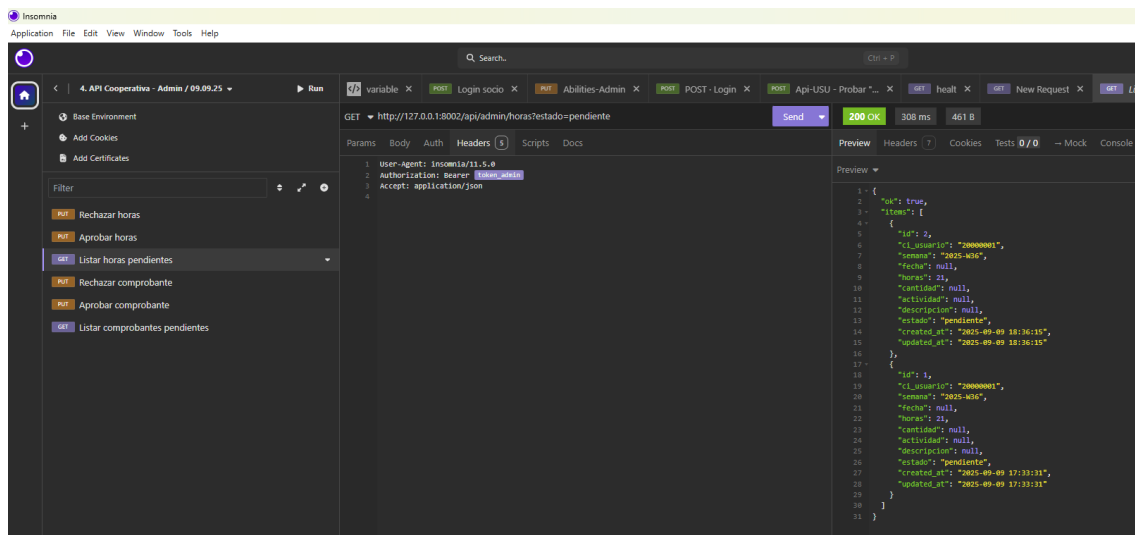 Insomnia
Application File Edit View Window Tools Help
Search.. Ctrl + P
4. API Cooperativa - Admin / 09.09.25 Run
</> variable × POST Login socio × PUT Abilities-Admin × POST POST - Login × POST Api-USU - Probar "... × GET healt × GET New Request × GET Li
Base Environment
Add Cookies
Add Certificates
Filter
PUT Rechazar horas
PUT Aprobar horas
GET Listar horas pendientes
PUT Rechazar comprobante
PUT Aprobar comprobante
GET Listar comprobantes pendientes
GET http://127.0.0.1:8002/api/admin/horas?estado=pendiente Send
Params Body Auth Headers 5 Scripts Docs
1 User-Agent: insomnia/11.5.0
2 Authorization: Bearer token_admin
3 Accept: application/json
4
200 OK 308 ms 461 B
Preview Headers 7 Cookies Tests 0 / 0 → Mock Console
Preview
1 {
2 "ok": true,
3 "items": [
4 {
5 "id": 2,
6 "ci_usuario": "20000001",
7 "semana": "2025-W36",
8 "fecha": null,
9 "horas": 21,
10 "cantidad": null,
11 "actividad": null,
12 "descripcion": null,
13 "estado": "pendiente",
14 "created_at": "2025-09-09 18:36:15",
15 "updated_at": "2025-09-09 18:36:15"
16 },
17 {
18 "id": 1,
19 "ci_usuario": "20000001",
20 "semana": "2025-W36",
21 "fecha": null,
22 "horas": 21,
23 "cantidad": null,
24 "actividad": null,
25 "descripcion": null,
26 "estado": "pendiente",
27 "created_at": "2025-09-09 17:33:31",
28 "updated_at": "2025-09-09 17:33:31"
29 }
30 ]
31 }